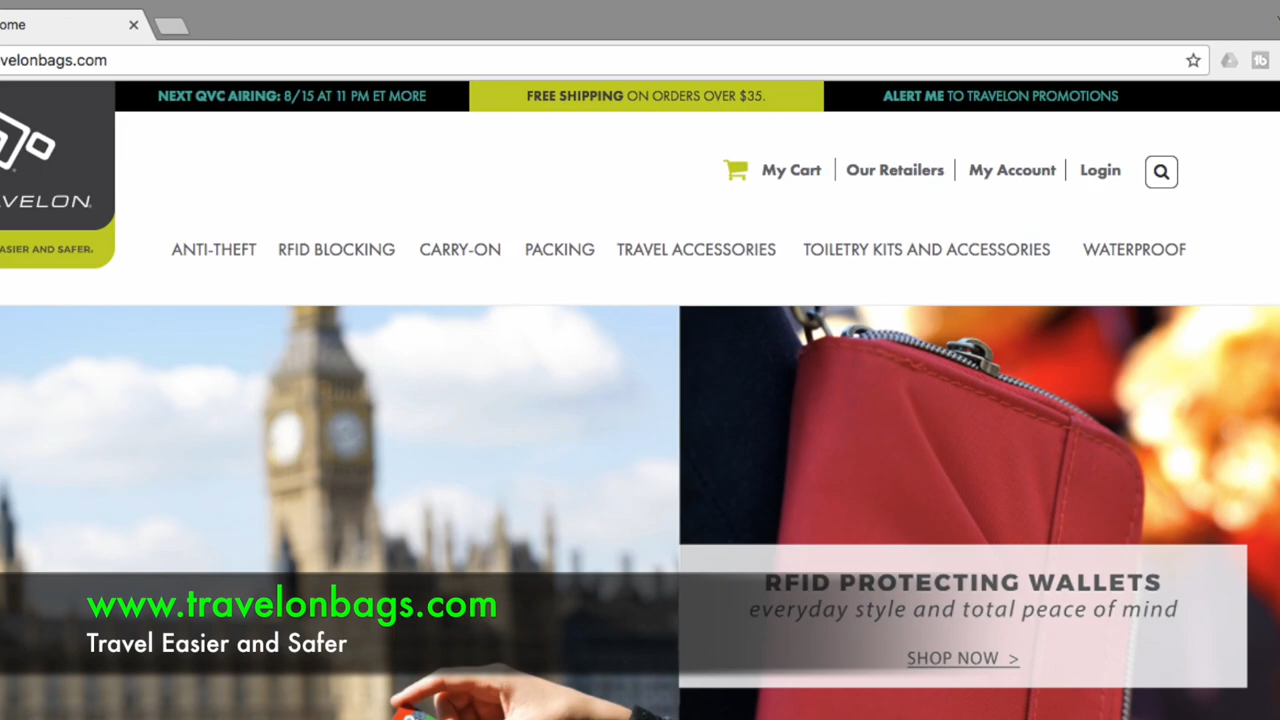 ome
velonbags.com
NEXT QVC AIRING: 8/15 AT 11 PM ET MORE
FREE SHIPPING ON ORDERS OVER $35.
ALERT ME TO TRAVELON PROMOTIONS
My Cart
Our Retailers
My Account
Login
VELON
ASIER AND SAFER.
ANTI-THEFT
RFID BLOCKING
CARRY-ON
PACKING
TRAVEL ACCESSORIES
TOILETRY KITS AND ACCESSORIES
WATERPROOF
RFID PROTECTING WALLETS
everyday style and total peace of mind
SHOP NOW >
www.travelonbags.com
Travel Easier and Safer